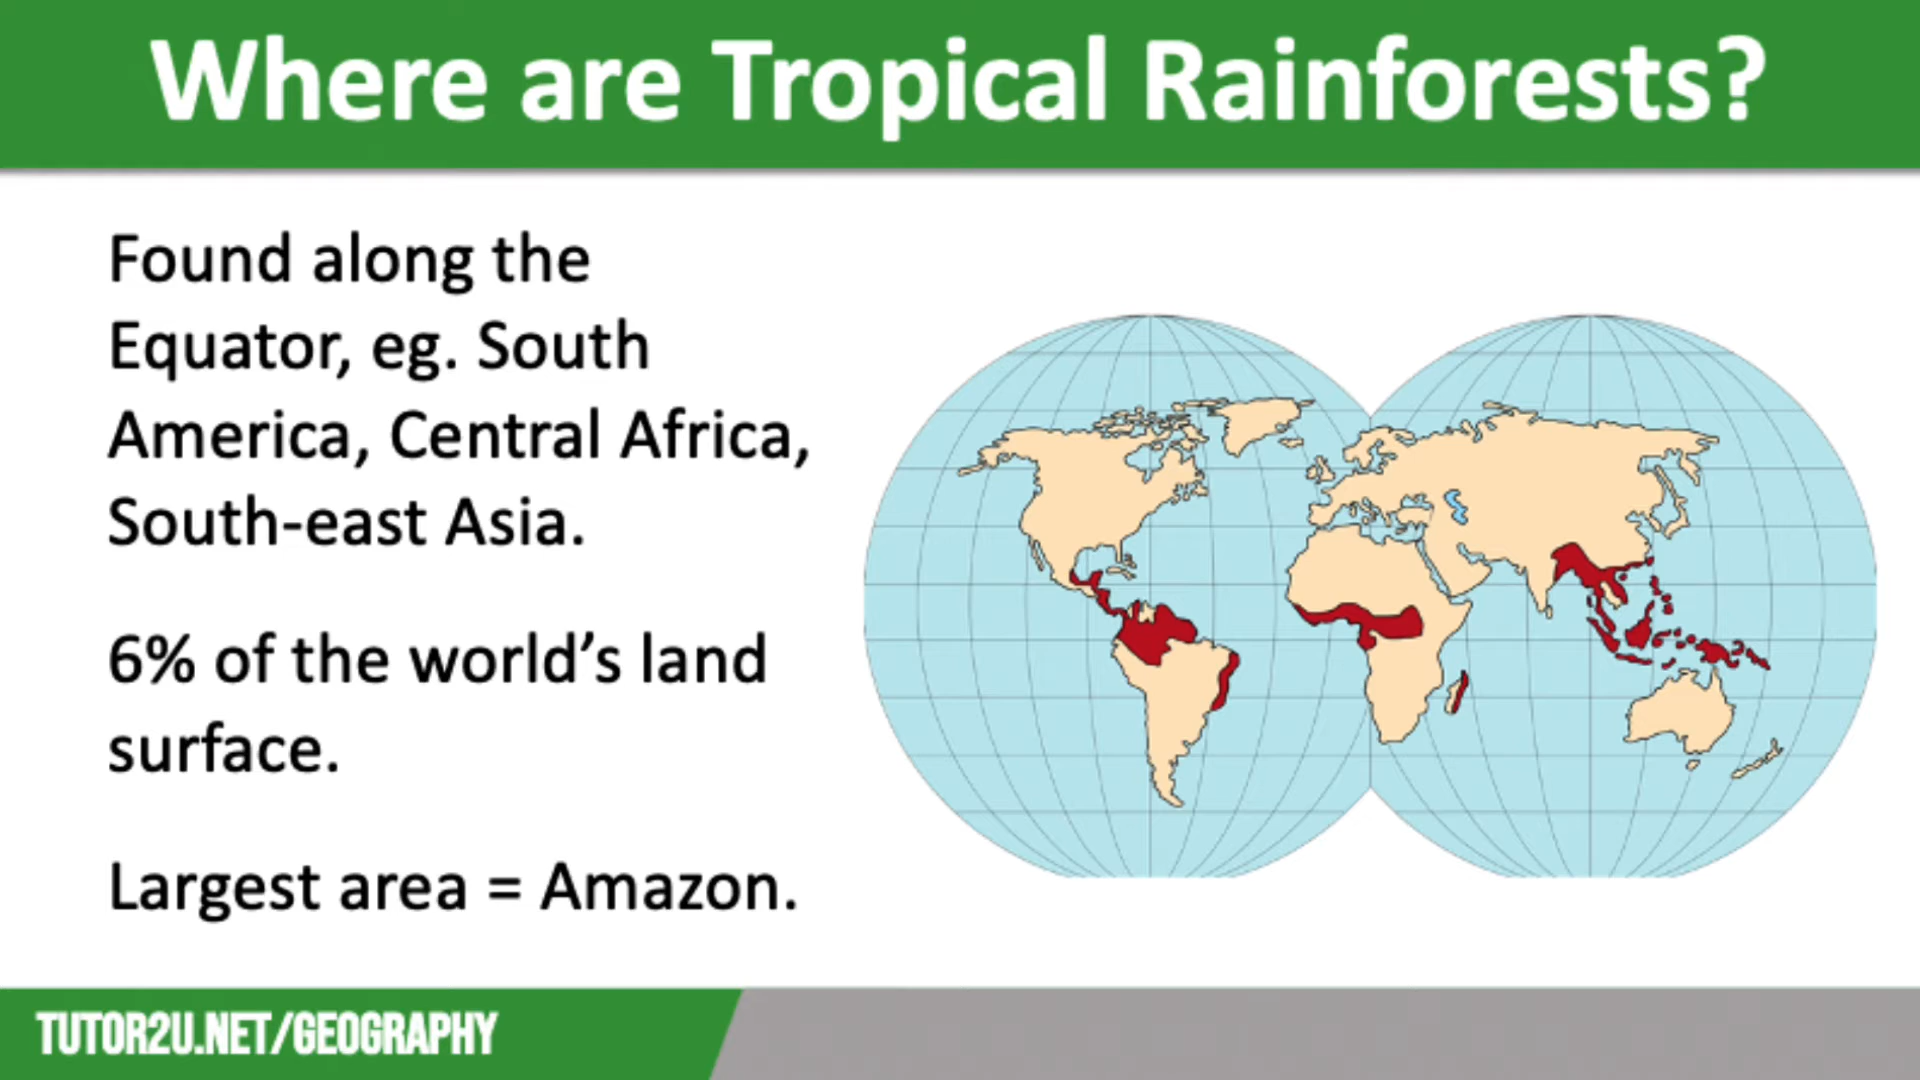 Where are Tropical Rainforests?
Found along the
Equator, eg. South
America, Central Africa,
South-east Asia.
6% of the world’s land
surface.
Largest area = Amazon.
TUTOR2U.NET/GEOGRAPHY